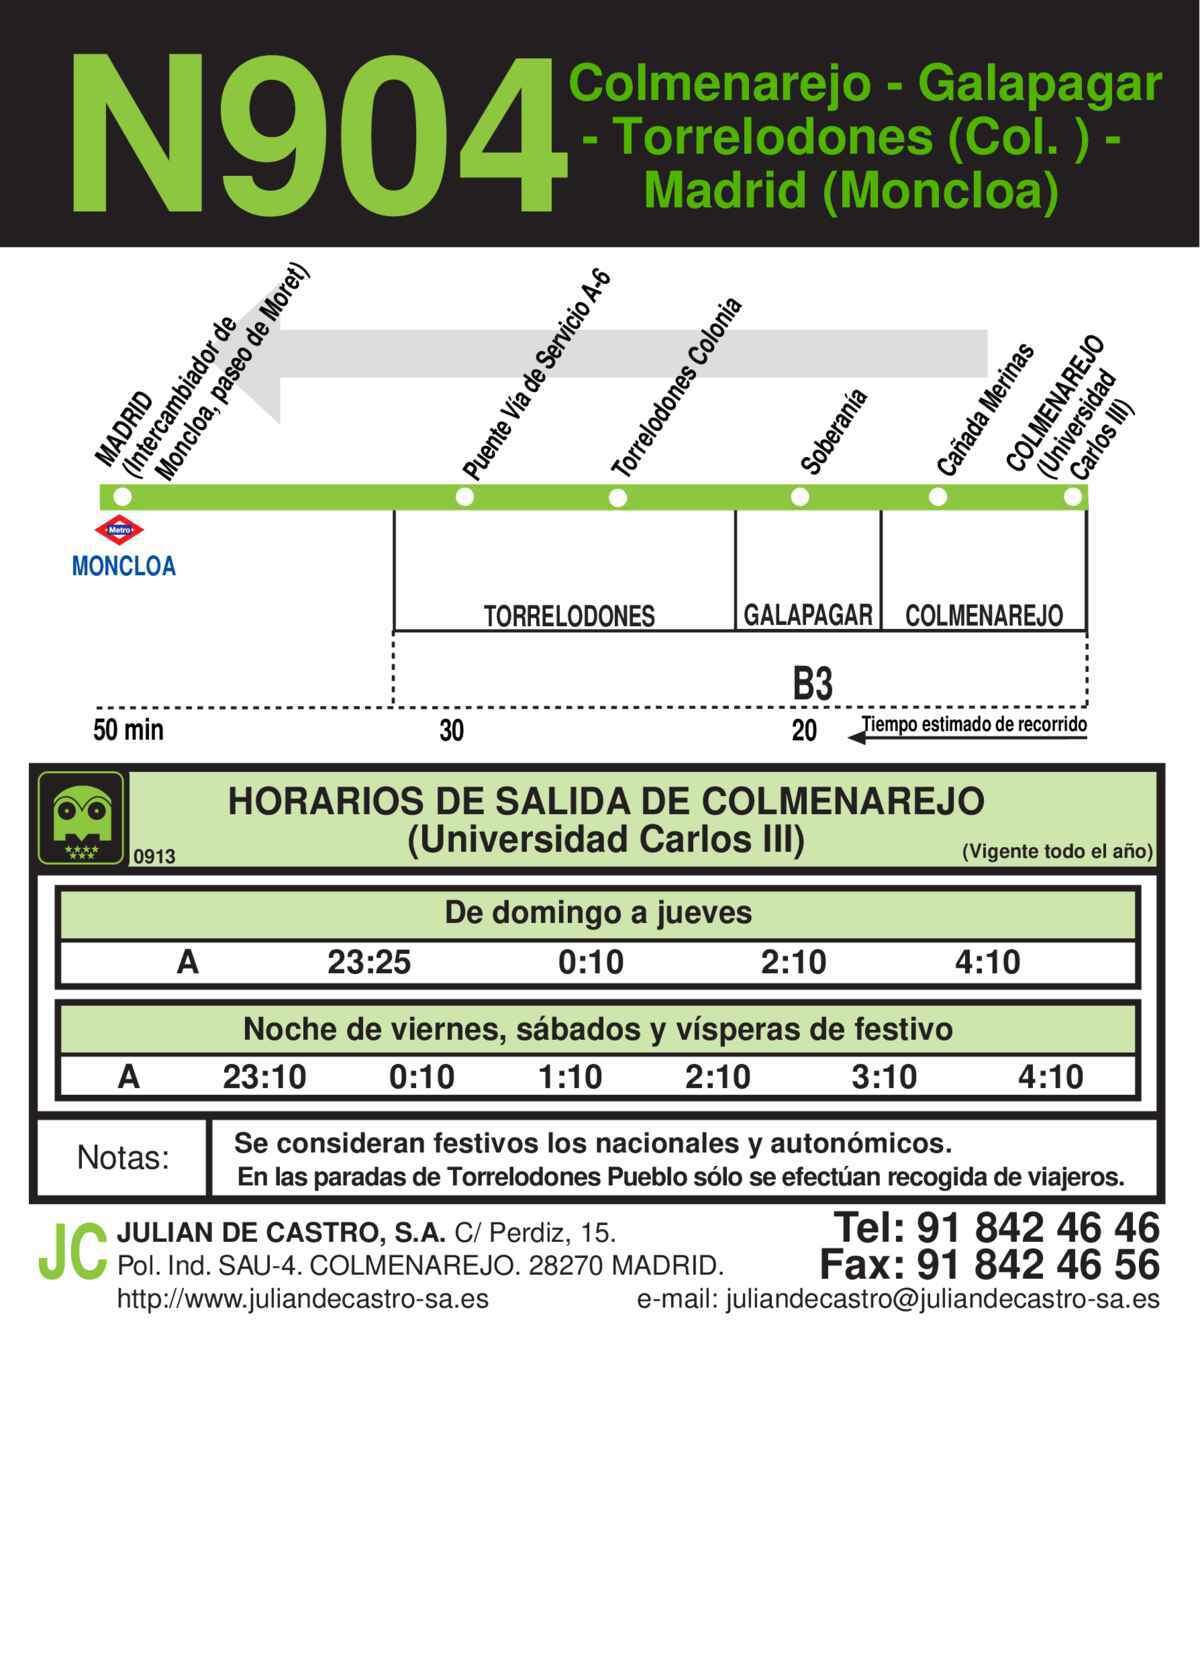 N904
Colmenarejo - Galapagar
- Torrelodones (Col. ) -
Madrid (Moncloa)
MADRID
(Intercambiador de
Moncloa, paseo de Moret)
Puente Vía de Servicio A-6
Torrelodones Colonia
Soberanía
Cañada Merinas
COLMENAREJO
(Universidad
Carlos III)
Metro
MONCLOA
TORRELODONES
GALAPAGAR
COLMENAREJO
B3
50 min
30
20
Tiempo estimado de recorrido
HORARIOS DE SALIDA DE COLMENAREJO
(Universidad Carlos III)
0913
(Vigente todo el año)
De domingo a jueves
A 23:25 0:10 2:10 4:10
Noche de viernes, sábados y vísperas de festivo
A 23:10 0:10 1:10 2:10 3:10 4:10
Notas:
Se consideran festivos los nacionales y autonómicos.
En las paradas de Torrelodones Pueblo sólo se efectúan recogida de viajeros.
JC
JULIAN DE CASTRO, S.A. C/ Perdiz, 15.
Pol. Ind. SAU-4. COLMENAREJO. 28270 MADRID.
http://www.juliandecastro-sa.es
Tel: 91 842 46 46
Fax: 91 842 46 56
e-mail: juliandecastro@juliandecastro-sa.es